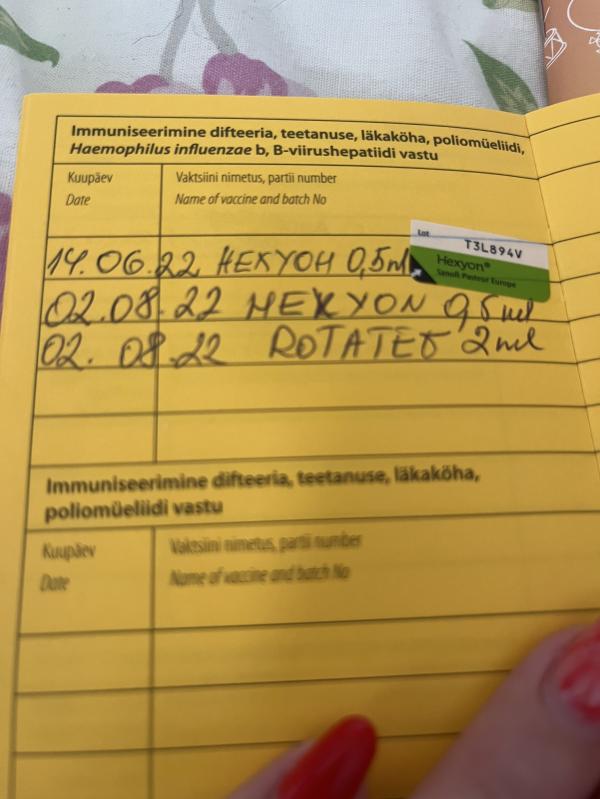 Immuniseerimine difteeria, teetanuse, läkaköha, poliomüeliidi,
Haemophilus influenzae b, B-viirushepatiidi vastu
Kuupäev Vaktsiini nimetus, partii number
Date Name of vaccine and batch No
Lot T3L894V
Hexyon®
Sanofi Pasteur Europe
14.06.22 HEXYON 0,5ml
02.08.22 HEXYON 0,5 ml
02.08.22 ROTATEQ 2ml
Immuniseerimine difteeria, teetanuse, läkaköha,
poliomüeliidi vastu
Kuupäev Vaktsiini nimetus, partii number
Date Name of vaccine and batch No